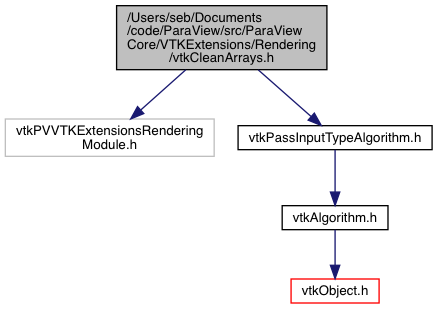 /Users/seb/Documents
/code/ParaView/src/ParaView
Core/VTKExtensions/Rendering
/vtkCleanArrays.h
vtkPVVTKExtensionsRendering
Module.h
vtkPassInputTypeAlgorithm.h
vtkAlgorithm.h
vtkObject.h